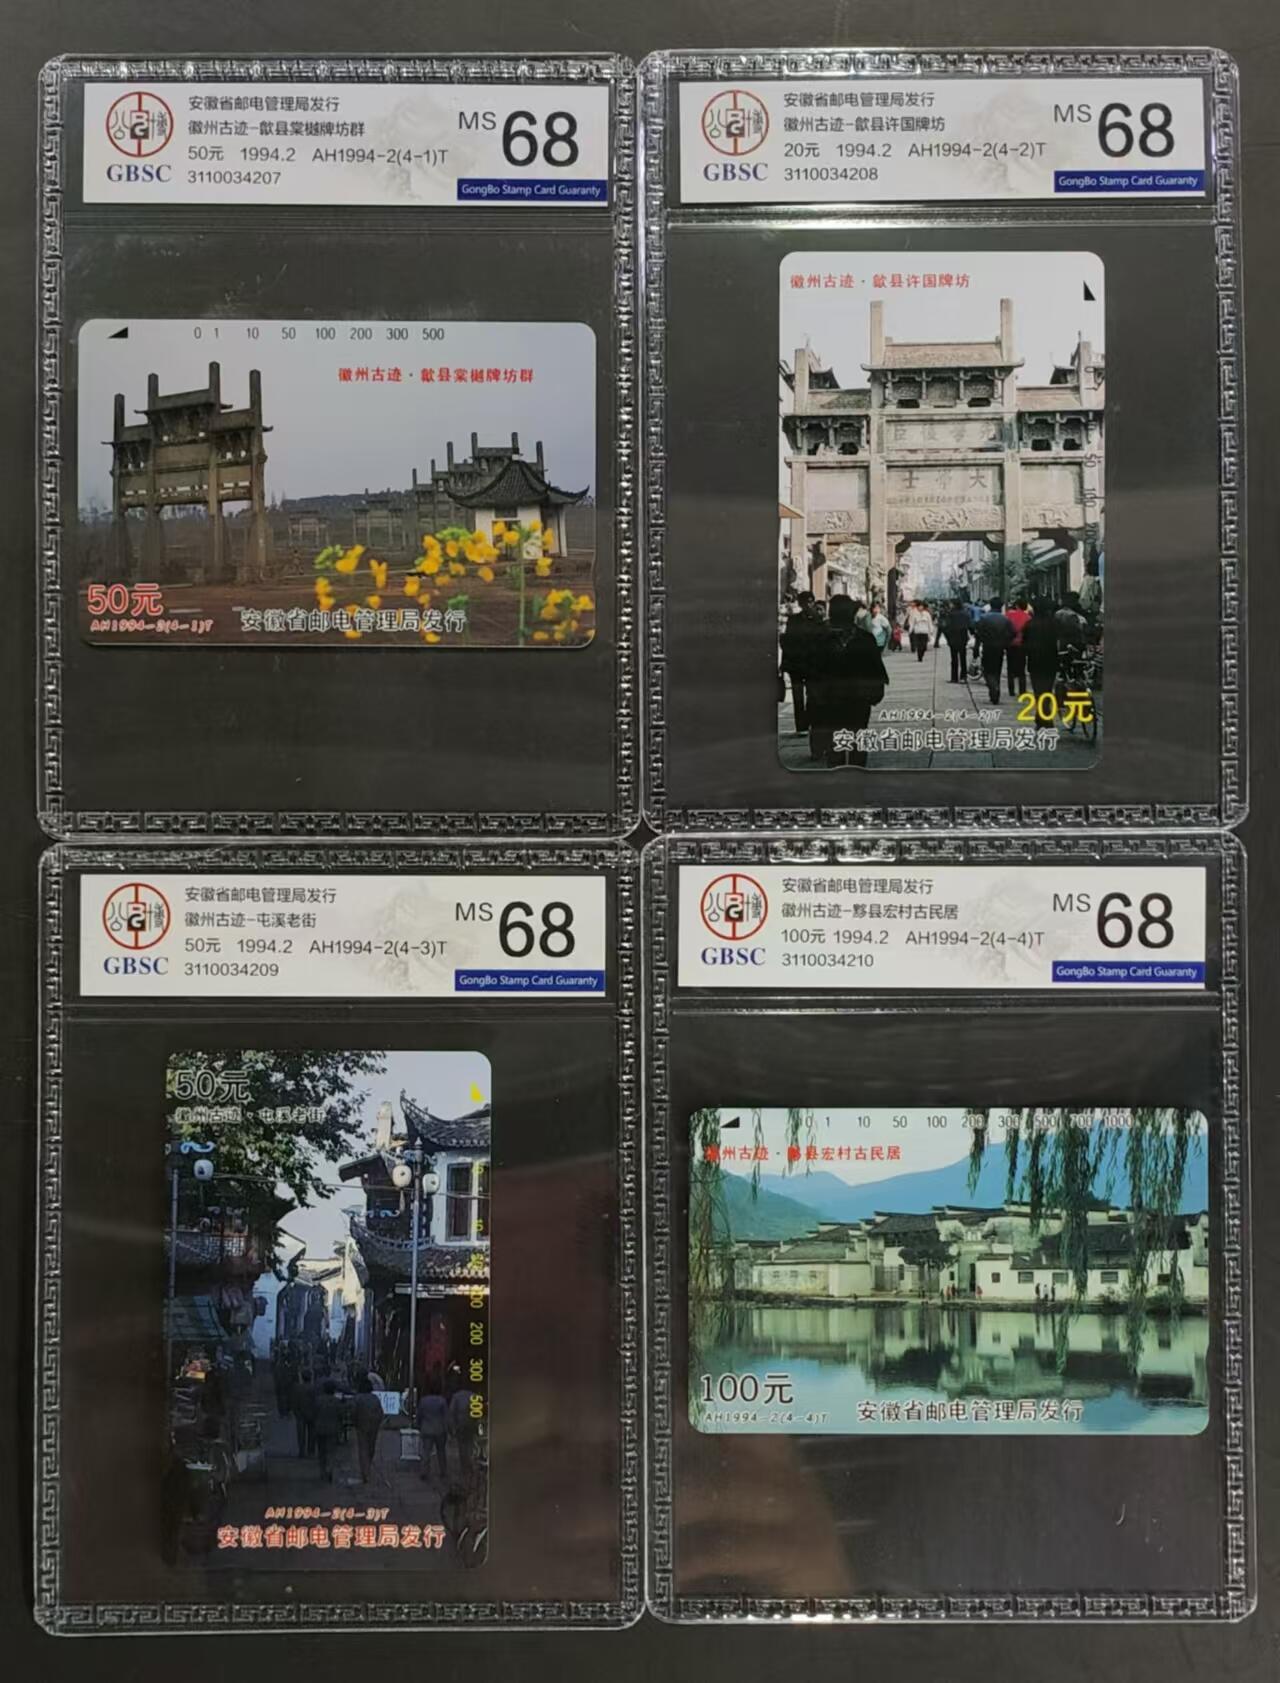 安徽省邮电管理局发行
徽州古迹-歙县棠樾牌坊群
50元 1994.2 AH1994-2(4-1)T
3110034207
GBSC
MS 68
GongBo Stamp Card Guaranty
0 1 10 50 100 200 300 500
徽州古迹·歙县棠樾牌坊群
50元
AH1994-2(4-1)T
安徽省邮电管理局发行
安徽省邮电管理局发行
徽州古迹-歙县许国牌坊
20元 1994.2 AH1994-2(4-2)T
3110034208
GBSC
MS 68
GongBo Stamp Card Guaranty
徽州古迹·歙县许国牌坊
士學大
20元
AH1994-2(4-2)T
安徽省邮电管理局发行
安徽省邮电管理局发行
徽州古迹-屯溪老街
50元 1994.2 AH1994-2(4-3)T
3110034209
GBSC
MS 68
GongBo Stamp Card Guaranty
50元
徽州古迹·屯溪老街
10
50
100
200
300
500
AH1994-2(4-3)T
安徽省邮电管理局发行
安徽省邮电管理局发行
徽州古迹-黟县宏村古民居
100元 1994.2 AH1994-2(4-4)T
3110034210
GBSC
MS 68
GongBo Stamp Card Guaranty
0 1 10 50 100 200 300 500 700 1000
徽州古迹·黟县宏村古民居
100元
AH1994-2(4-4)T
安徽省邮电管理局发行